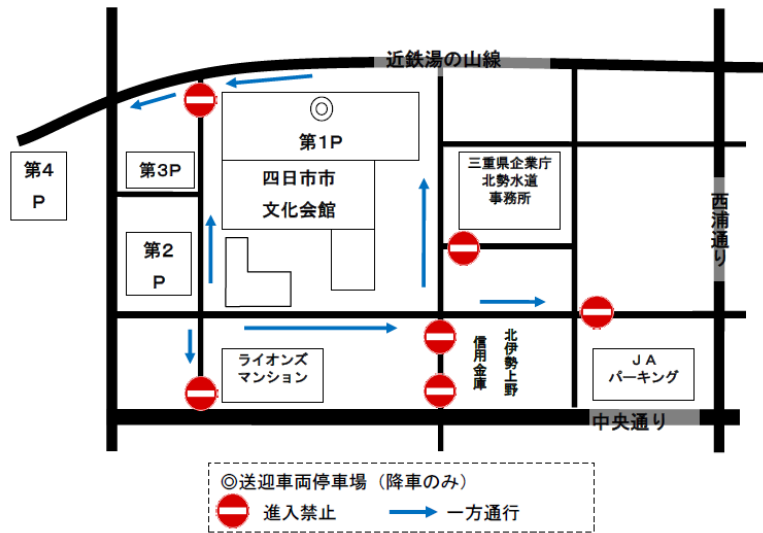 近鉄湯の山線
第1P
第3P
第4
P
四日市市
文化会館
三重県企業庁
北勢水道
事務所
西浦通り
第2
P
北伊勢上野
信用金庫
ライオンズ
マンション
JA
パーキング
中央通り
◎送迎車両停車場（降車のみ）
進入禁止
一方通行